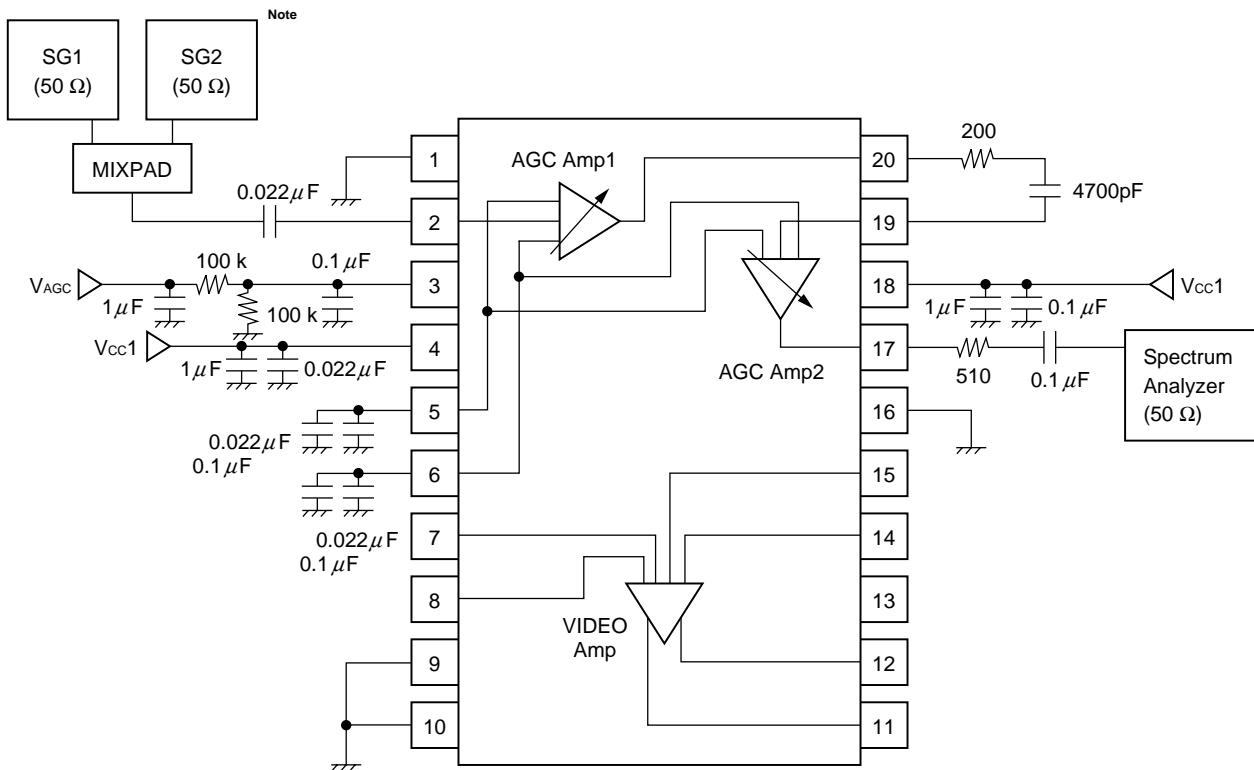 Note
SG1
(50 Ω)
SG2
(50 Ω)
MIXPAD
0.022μF
1
2
3
4
5
6
7
8
9
10
20
19
18
17
16
15
14
13
12
11
AGC Amp1
AGC Amp2
VIDEO
Amp
200
4700pF
VAGC
100 k
0.1μF
1μF
100 k
VCC1
1μF
0.022μF
0.022μF
0.1μF
0.022μF
0.1μF
1μF
0.1μF
VCC1
510
0.1μF
Spectrum
Analyzer
(50 Ω)